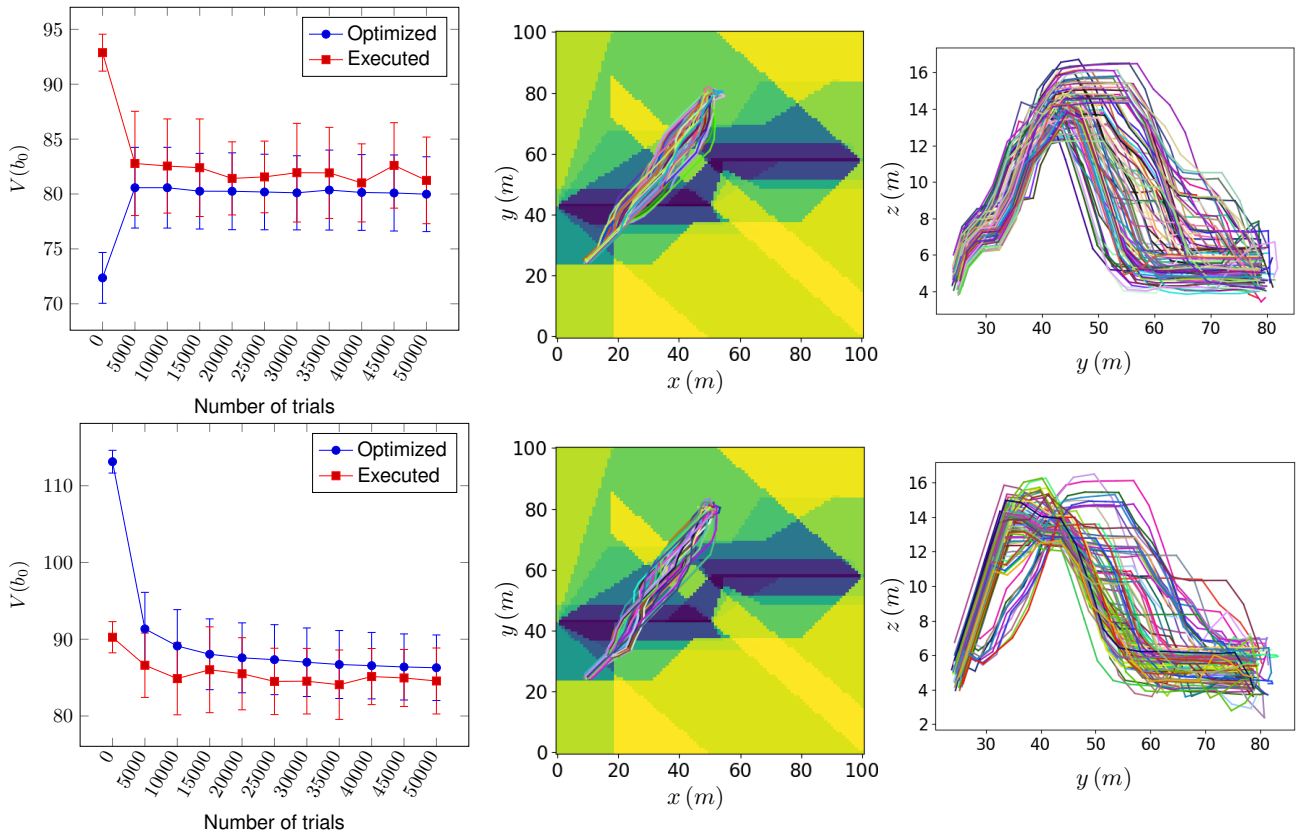 Optimized
Executed
95
90
85
80
75
70
V(b₀)
0
5000
10000
15000
20000
25000
30000
35000
40000
45000
50000
Number of trials
100
80
60
40
20
0
y (m)
0 20 40 60 80 100
x (m)
16
14
12
10
8
6
4
z (m)
30 40 50 60 70 80
y (m)
Optimized
Executed
110
100
90
80
V(b₀)
0
5000
10000
15000
20000
25000
30000
35000
40000
45000
50000
Number of trials
100
80
60
40
20
0
y (m)
0 20 40 60 80 100
x (m)
16
14
12
10
8
6
4
2
z (m)
30 40 50 60 70 80
y (m)